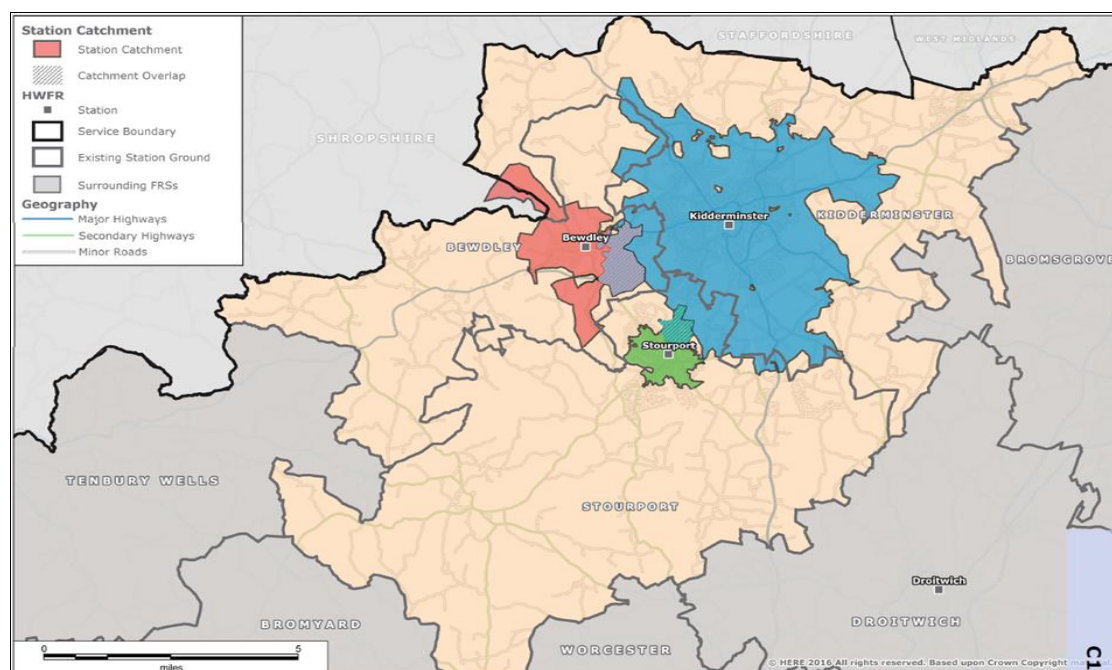 Station Catchment
Station Catchment
Catchment Overlap
HWFR
Station
Service Boundary
Existing Station Ground
Surrounding FRSs
Geography
Major Highways
Secondary Highways
Minor Roads
STAFFORDSHIRE
WEST MIDLANDS
SHROPSHIRE
Kidderminster
KIDDERMINSTER
BEWDLEY
Bewdley
BROMSGROVE
Stourport
TENBURY WELLS
STOURPORT
Droitwich
BROMYARD
DROITWICH
WORCESTER
0 5
miles
© HERE 2016 All rights reserved. Based upon Crown Copyright